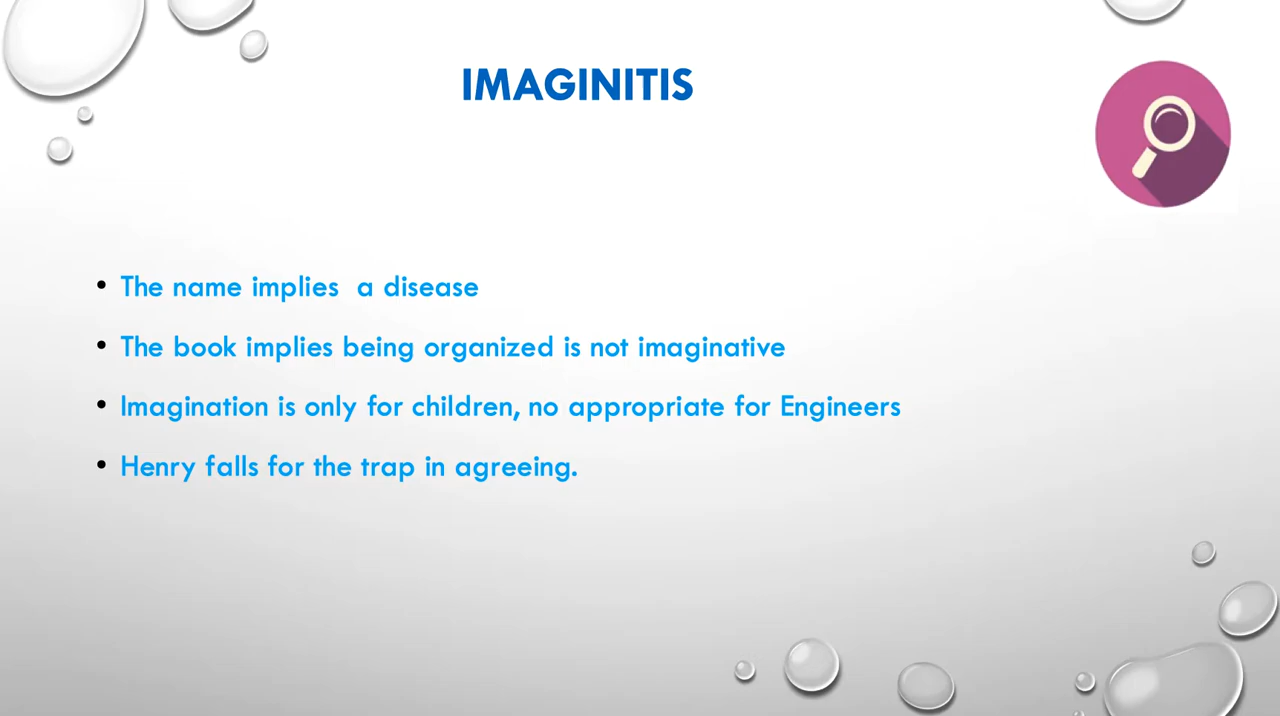 IMAGINITIS
• The name implies  a disease
• The book implies being organized is not imaginative
• Imagination is only for children, no appropriate for Engineers
• Henry falls for the trap in agreeing.